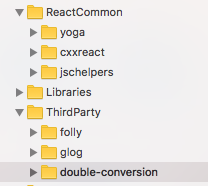 ReactCommon
yoga
cxxreact
jschelpers
Libraries
ThirdParty
folly
glog
double-conversion